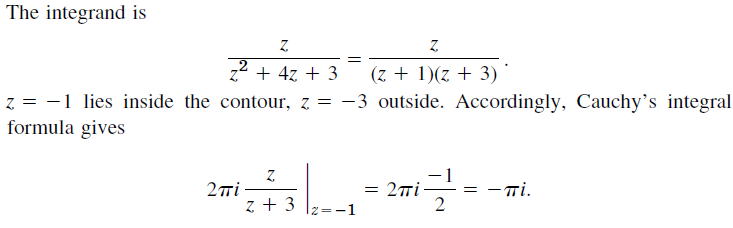 The integrand is
z / (z² + 4z + 3) = z / ((z + 1)(z + 3)) .
z = −1 lies inside the contour, z = −3 outside. Accordingly, Cauchy's integral
formula gives
2πi z / (z + 3) |_{z=−1} = 2πi −1 / 2 = −πi.